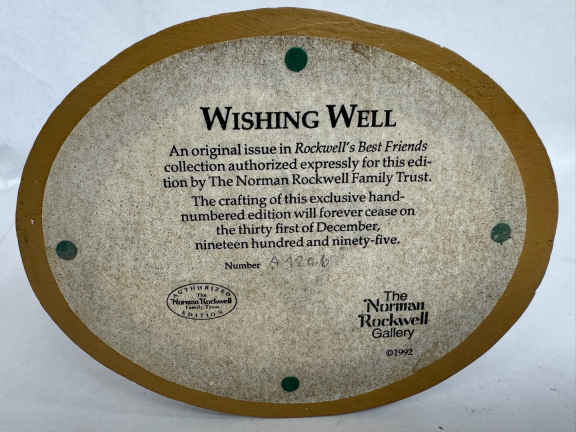 WISHING WELL
An original issue in Rockwell's Best Friends
collection authorized expressly for this edi-
tion by The Norman Rockwell Family Trust.
The crafting of this exclusive hand-
numbered edition will forever cease on
the thirty first of December,
nineteen hundred and ninety-five.
Number
AUTHORIZED
The
Norman Rockwell
Family Trust
EDITION
The
Norman
Rockwell
Gallery
©1992